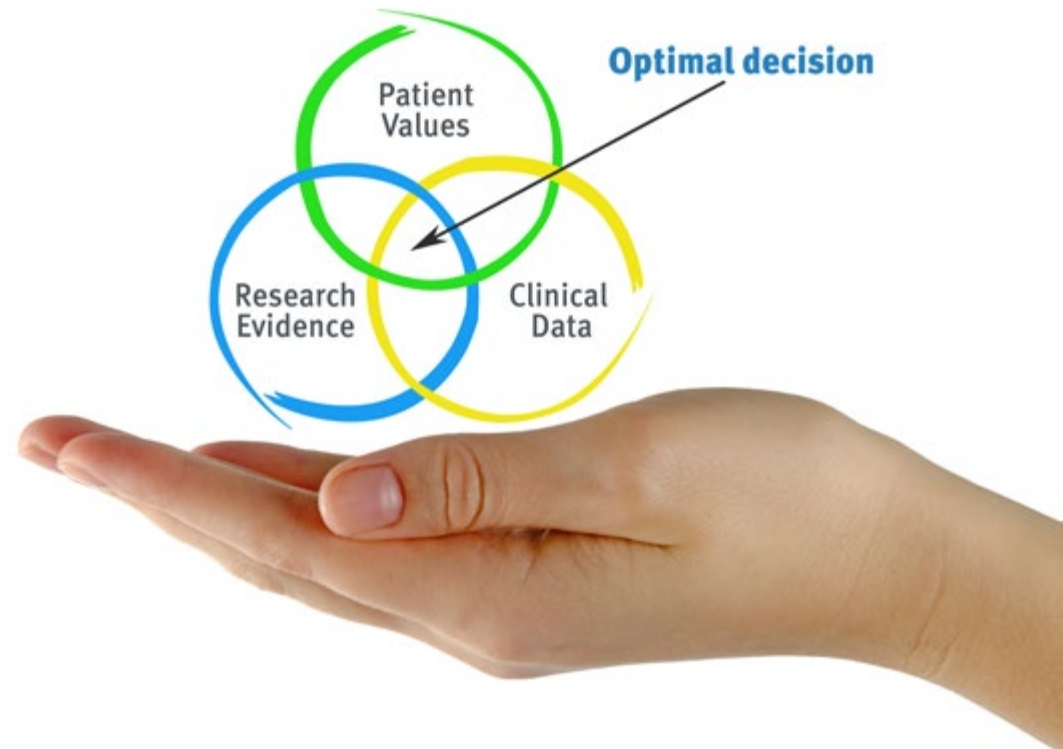 Optimal decision
Patient
Values
Research
Evidence
Clinical
Data